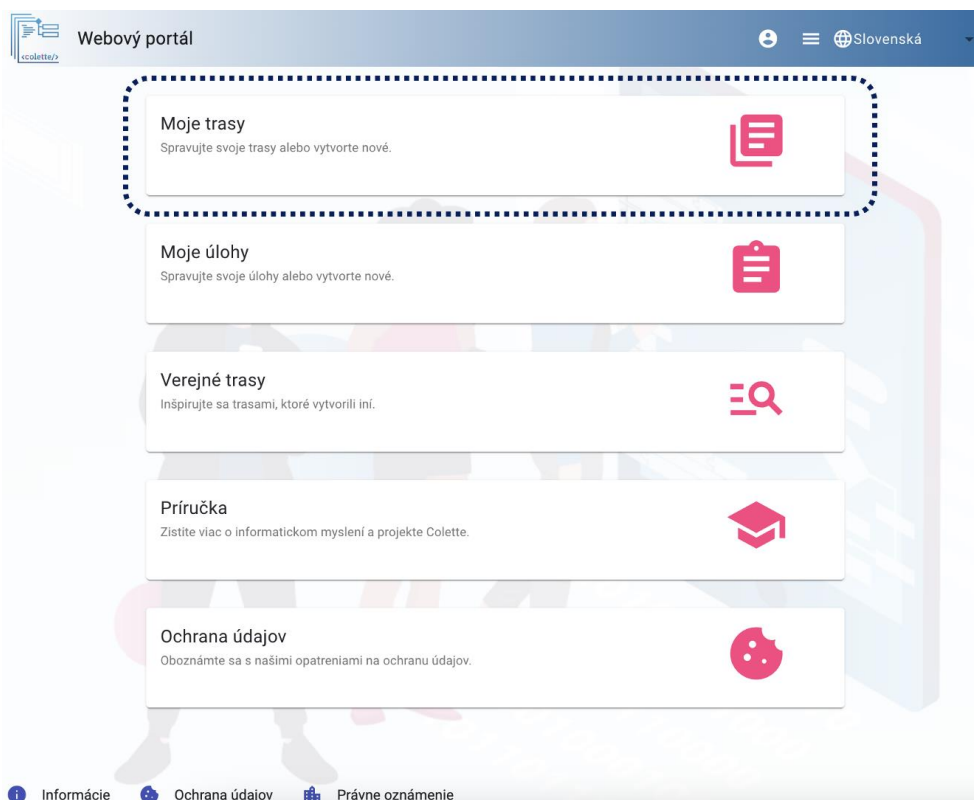 <colette/>
Webový portál
Slovenská
Moje trasy
Spravujte svoje trasy alebo vytvorte nové.
Moje úlohy
Spravujte svoje úlohy alebo vytvorte nové.
Verejné trasy
Inšpirujte sa trasami, ktoré vytvorili iní.
Príručka
Zistite viac o informatickom myslení a projekte Colette.
Ochrana údajov
Oboznámte sa s našimi opatreniami na ochranu údajov.
Informácie
Ochrana údajov
Právne oznámenie